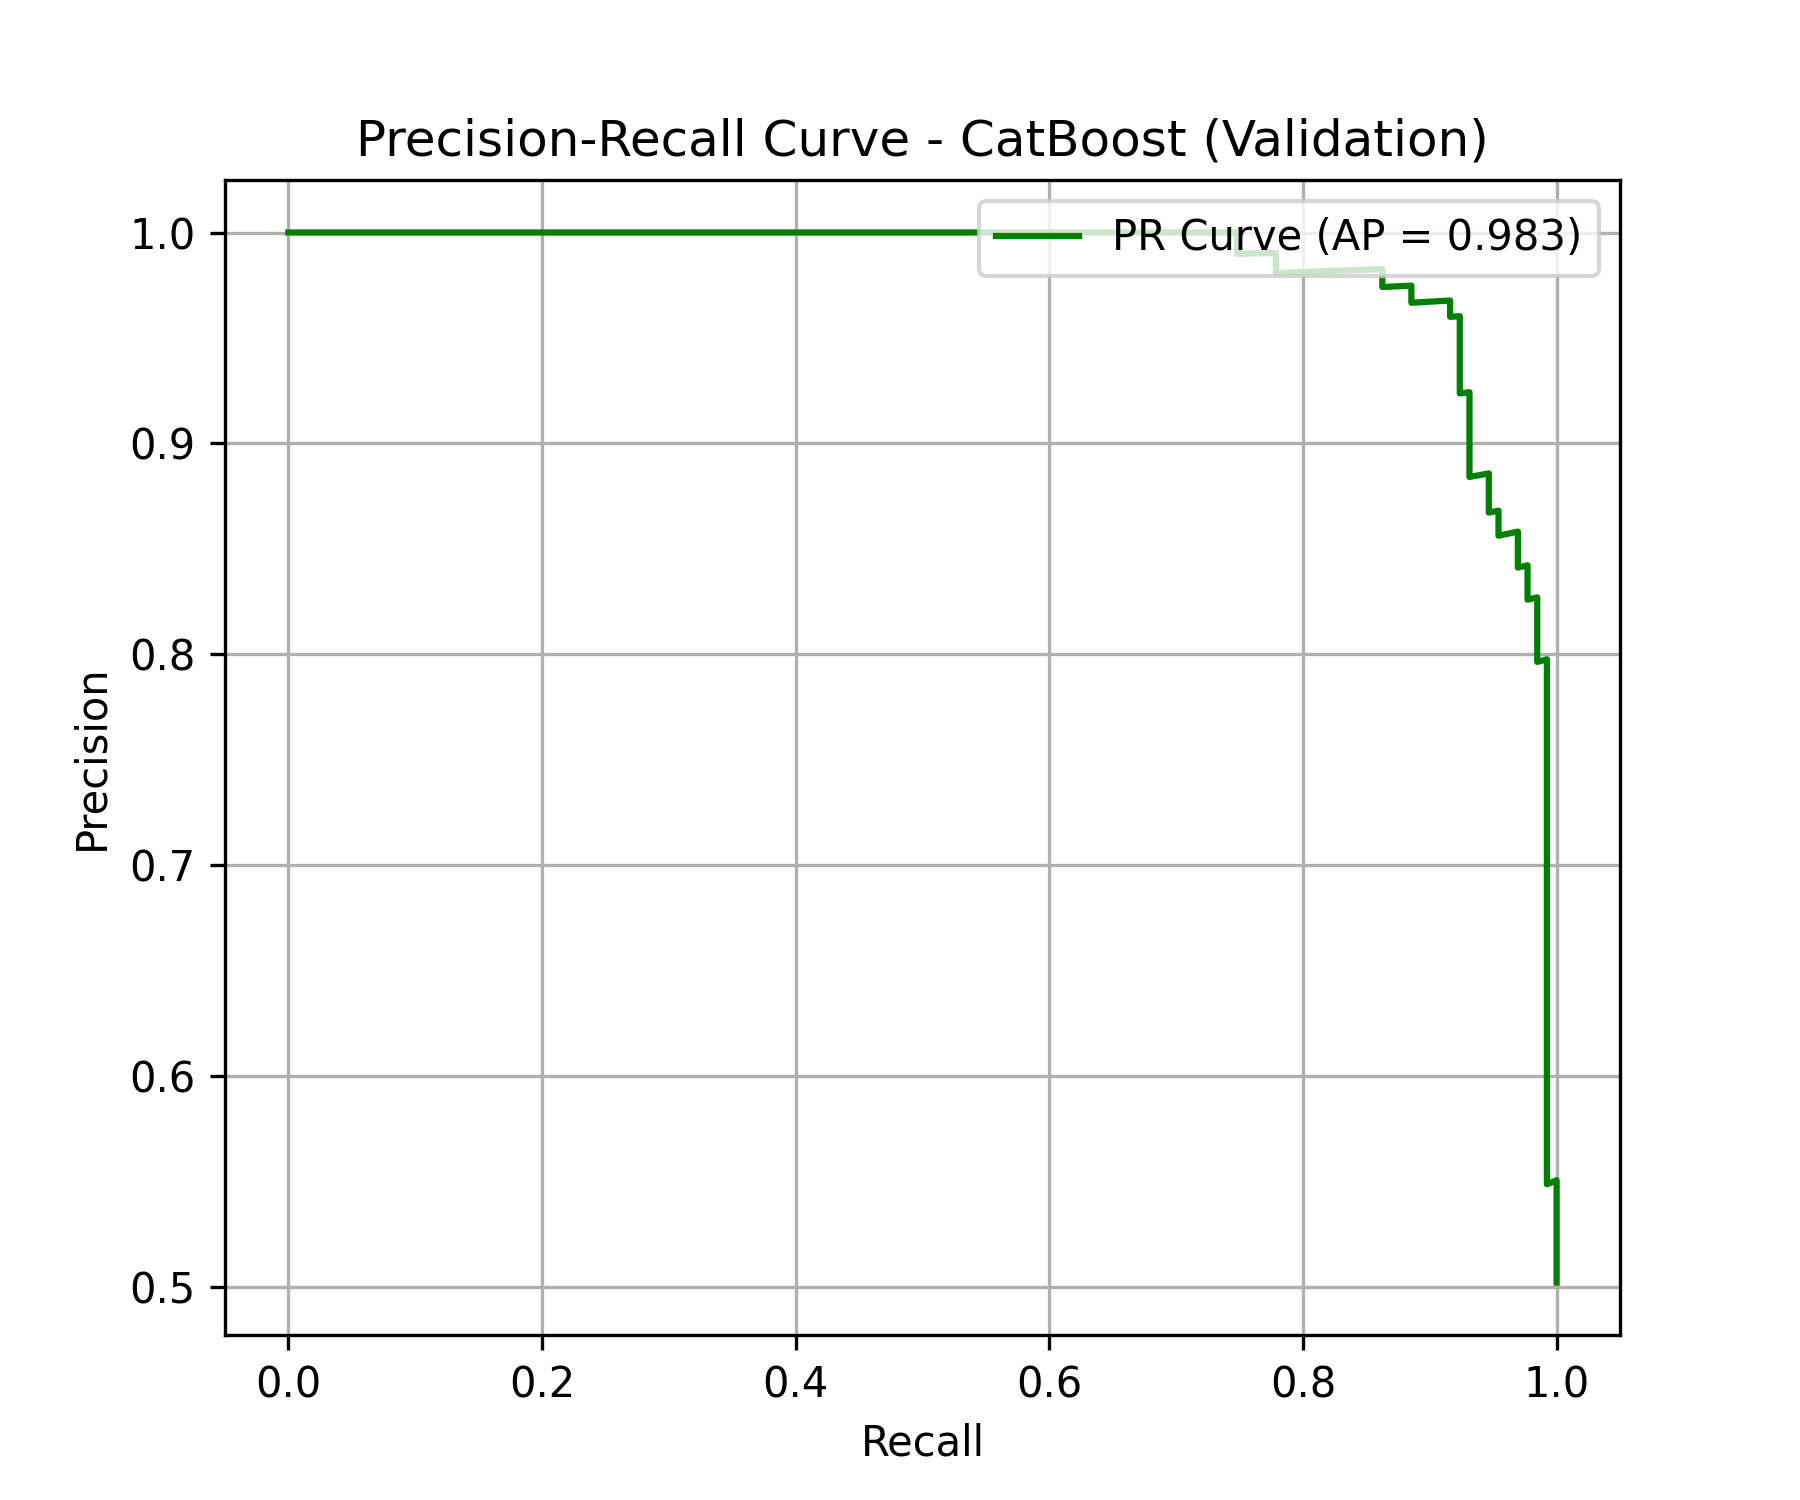 Precision-Recall Curve - CatBoost (Validation)
PR Curve (AP = 0.983)
1.0
0.9
0.8
0.7
0.6
0.5
Precision
0.0 0.2 0.4 0.6 0.8 1.0
Recall